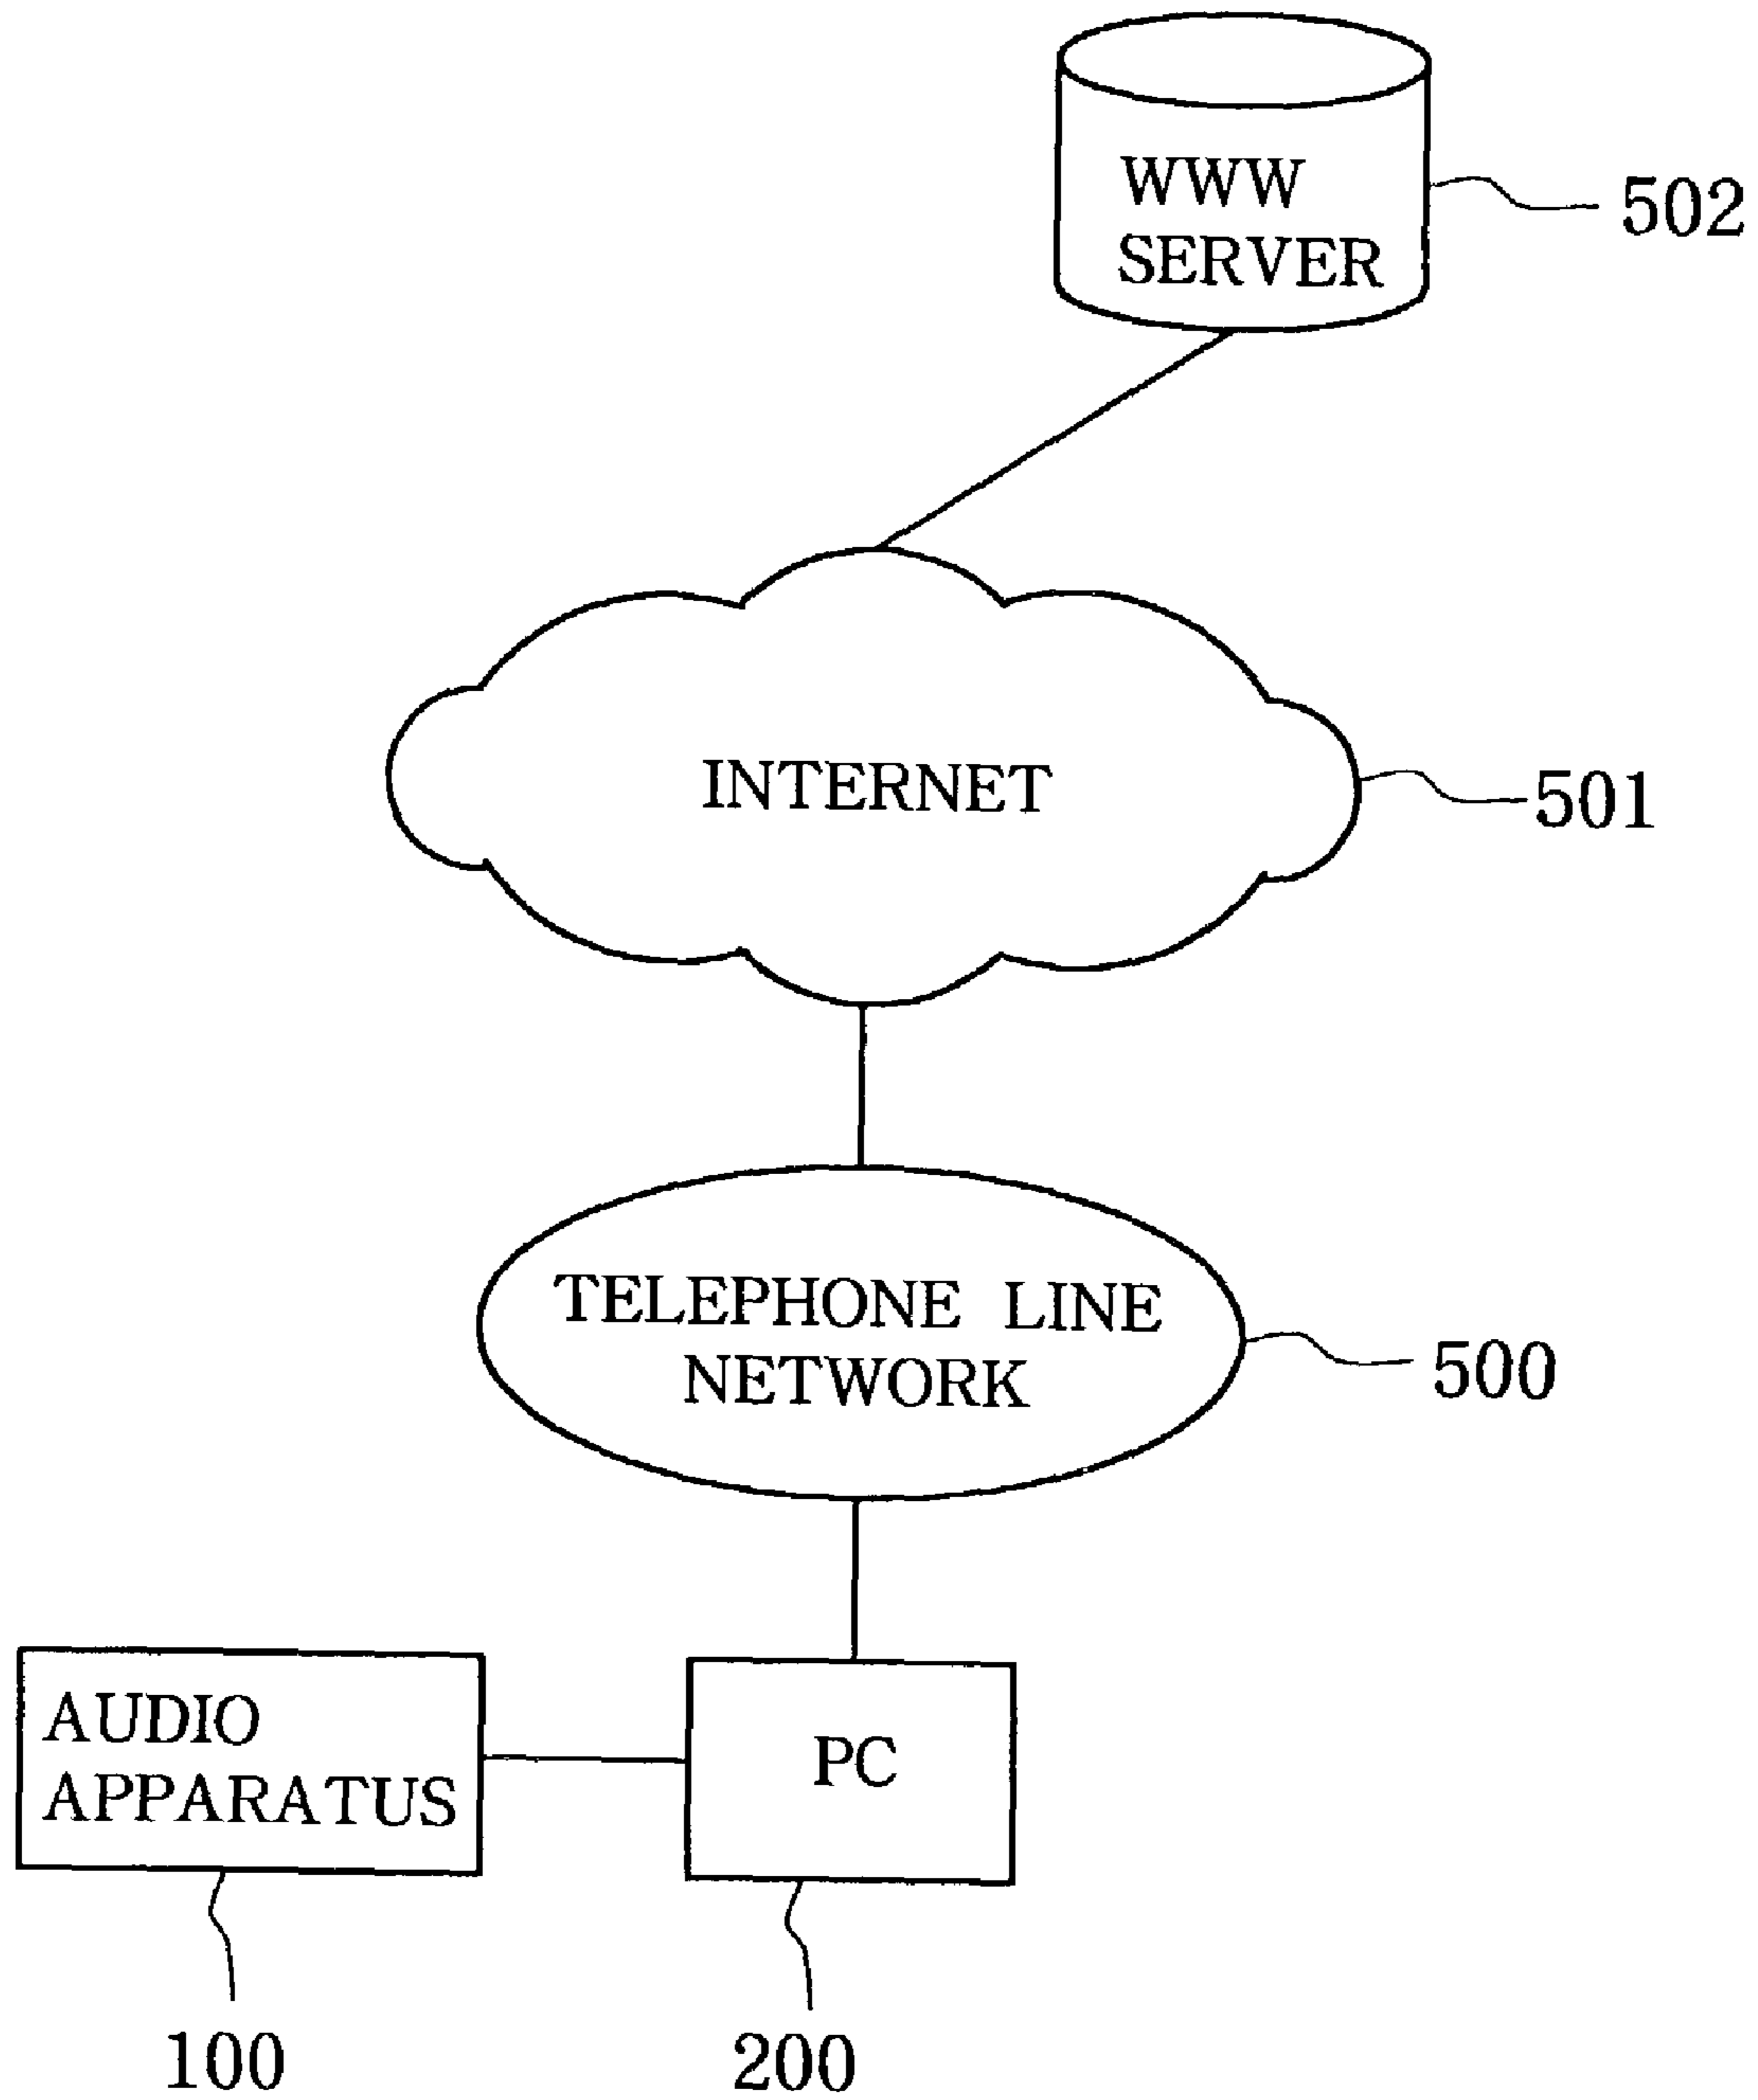 WWW
SERVER
502
INTERNET
501
TELEPHONE LINE
NETWORK
500
AUDIO
APPARATUS
PC
100
200